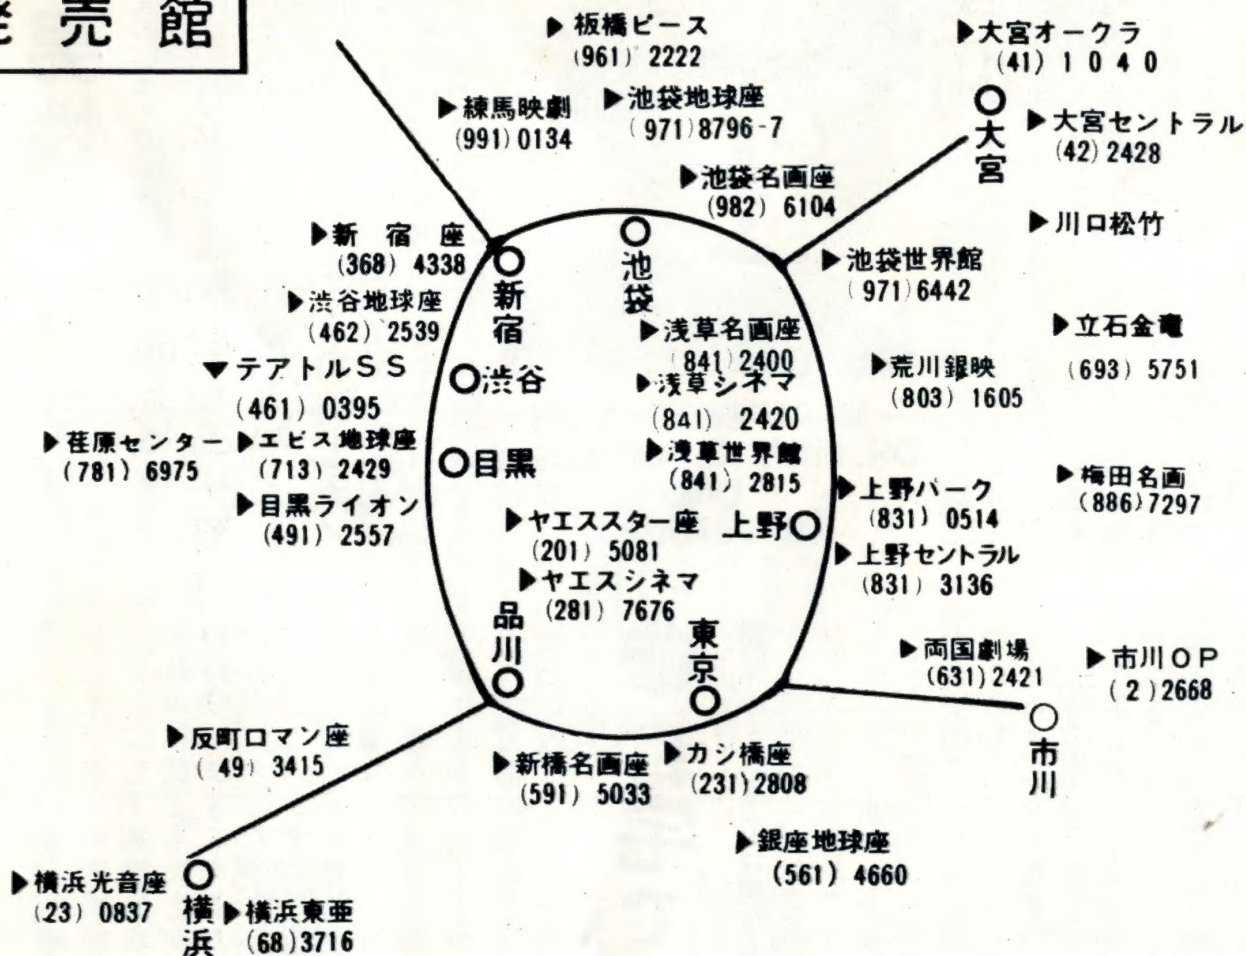 売館
▶板橋ピース
(961) 2222
▶大宮オークラ
(41) 1040
▶練馬映劇
(991) 0134
▶池袋地球座
(971) 8796-7
大宮
▶大宮セントラル
(42) 2428
▶池袋名画座
(982) 6104
▶川口松竹
▶新宿座
(368) 4338
新宿
池袋
▶池袋世界館
(971) 6442
▶渋谷地球座
(462) 2539
▶浅草名画座
(841) 2400
▶立石金竜
(693) 5751
▼テアトルSS
(461) 0395
渋谷
▶浅草シネマ
(841) 2420
▶荒川銀映
(803) 1605
▶荏原センター
(781) 6975
▶エビス地球座
(713) 2429
目黒
▶浅草世界館
(841) 2815
▶梅田名画
(886) 7297
▶目黒ライオン
(491) 2557
▶ヤエススター座
(201) 5081
上野
▶上野パーク
(831) 0514
▶ヤエスシネマ
(281) 7676
▶上野セントラル
(831) 3136
品川
東京
▶両国劇場
(631) 2421
▶市川OP
(2) 2668
市川
▶反町ロマン座
(49) 3415
▶新橋名画座
(591) 5033
▶カシ橋座
(231) 2808
▶銀座地球座
(561) 4660
▶横浜光音座
(23) 0837
横浜
▶横浜東亜
(68) 3716